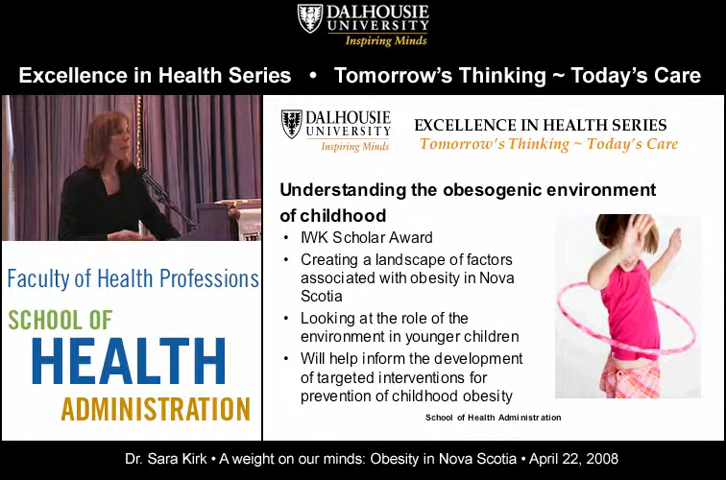 DALHOUSIE
UNIVERSITY
Inspiring Minds
Excellence in Health Series • Tomorrow's Thinking ~ Today's Care
DALHOUSIE
UNIVERSITY
Inspiring Minds
EXCELLENCE IN HEALTH SERIES
Tomorrow's Thinking ~ Today's Care
Understanding the obesogenic environment
of childhood
• IWK Scholar Award
• Creating a landscape of factors
associated with obesity in Nova
Scotia
• Looking at the role of the
environment in younger children
• Will help inform the development
of targeted interventions for
prevention of childhood obesity
School of Health Administration
Faculty of Health Professions
SCHOOL OF
HEALTH
ADMINISTRATION
Dr. Sara Kirk • A weight on our minds: Obesity in Nova Scotia • April 22, 2008